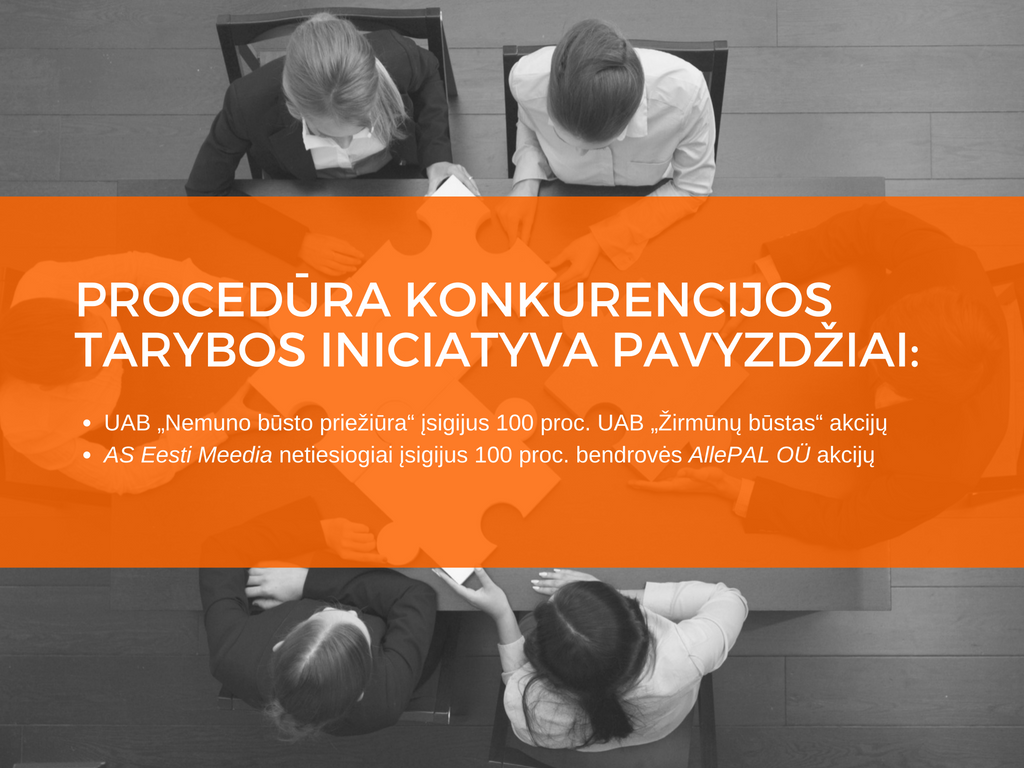 PROCEDŪRA KONKURENCIJOS
TARYBOS INICIATYVA PAVYZDŽIAI:
• UAB „Nemuno būsto priežiūra“ įsigijus 100 proc. UAB „Žirmūnų būstas“ akcijų
• AS Eesti Meedia netiesiogiai įsigijus 100 proc. bendrovės AllePAL OÜ akcijų